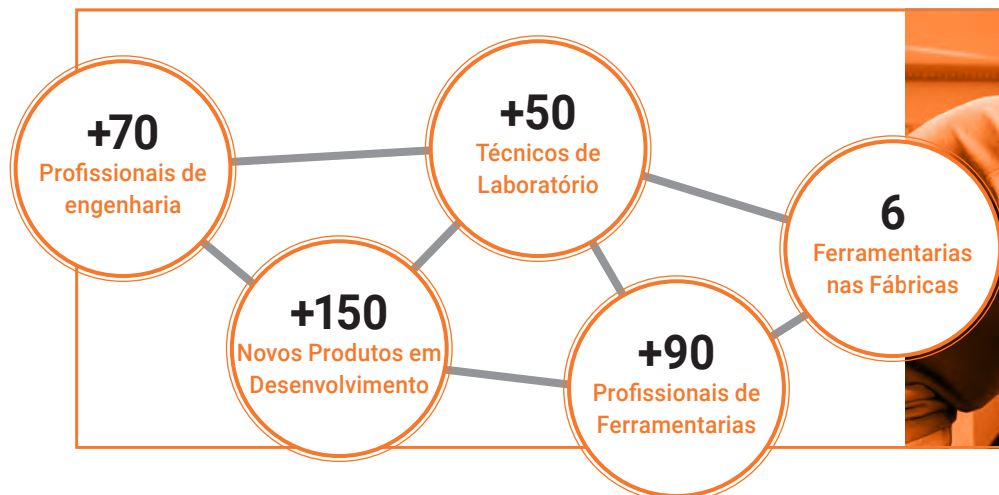 +70
Profissionais de
engenharia
+50
Técnicos de
Laboratório
6
Ferramentarias
nas Fábricas
+150
Novos Produtos em
Desenvolvimento
+90
Profissionais de
Ferramentarias